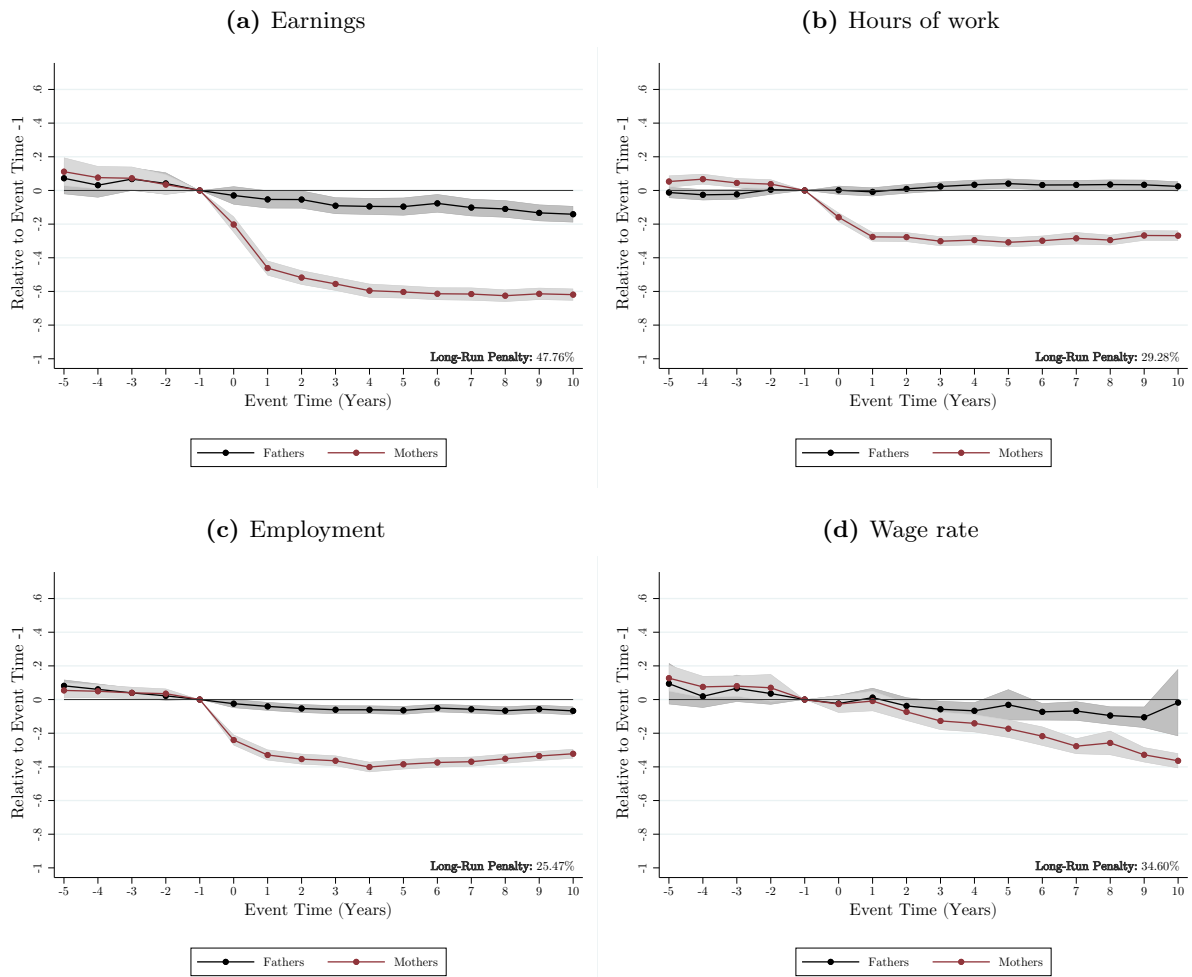 (a) Earnings
Relative to Event Time -1
.6
.4
.2
0
-.2
-.4
-.6
-.8
-1
Long-Run Penalty: 47.76%
-5 -4 -3 -2 -1 0 1 2 3 4 5 6 7 8 9 10
Event Time (Years)
Fathers Mothers
(b) Hours of work
Relative to Event Time -1
.6
.4
.2
0
-.2
-.4
-.6
-.8
-1
Long-Run Penalty: 29.28%
-5 -4 -3 -2 -1 0 1 2 3 4 5 6 7 8 9 10
Event Time (Years)
Fathers Mothers
(c) Employment
Relative to Event Time -1
.6
.4
.2
0
-.2
-.4
-.6
-.8
-1
Long-Run Penalty: 25.47%
-5 -4 -3 -2 -1 0 1 2 3 4 5 6 7 8 9 10
Event Time (Years)
Fathers Mothers
(d) Wage rate
Relative to Event Time -1
.6
.4
.2
0
-.2
-.4
-.6
-.8
-1
Long-Run Penalty: 34.60%
-5 -4 -3 -2 -1 0 1 2 3 4 5 6 7 8 9 10
Event Time (Years)
Fathers Mothers